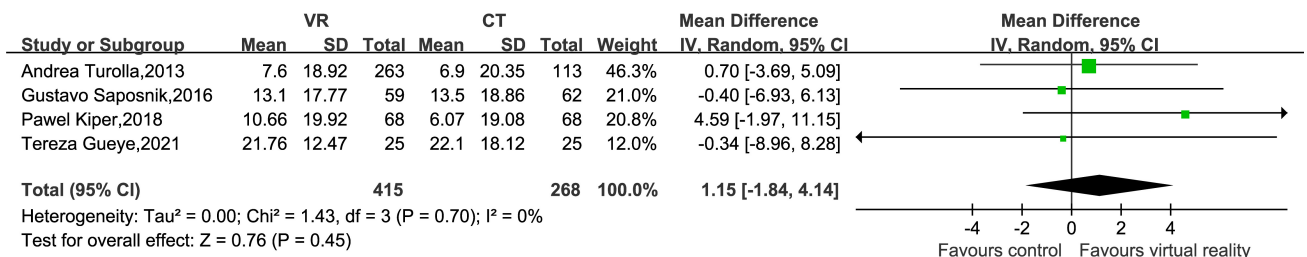 VR CT Mean Difference Mean Difference
Study or Subgroup Mean SD Total Mean SD Total Weight IV, Random, 95% CI IV, Random, 95% CI
Andrea Turolla,2013 7.6 18.92 263 6.9 20.35 113 46.3% 0.70 [-3.69, 5.09]
Gustavo Saposnik,2016 13.1 17.77 59 13.5 18.86 62 21.0% -0.40 [-6.93, 6.13]
Pawel Kiper,2018 10.66 19.92 68 6.07 19.08 68 20.8% 4.59 [-1.97, 11.15]
Tereza Gueye,2021 21.76 12.47 25 22.1 18.12 25 12.0% -0.34 [-8.96, 8.28]
Total (95% CI) 415 268 100.0% 1.15 [-1.84, 4.14]
Heterogeneity: Tau² = 0.00; Chi² = 1.43, df = 3 (P = 0.70); I² = 0%
Test for overall effect: Z = 0.76 (P = 0.45)
-4 -2 0 2 4
Favours control Favours virtual reality